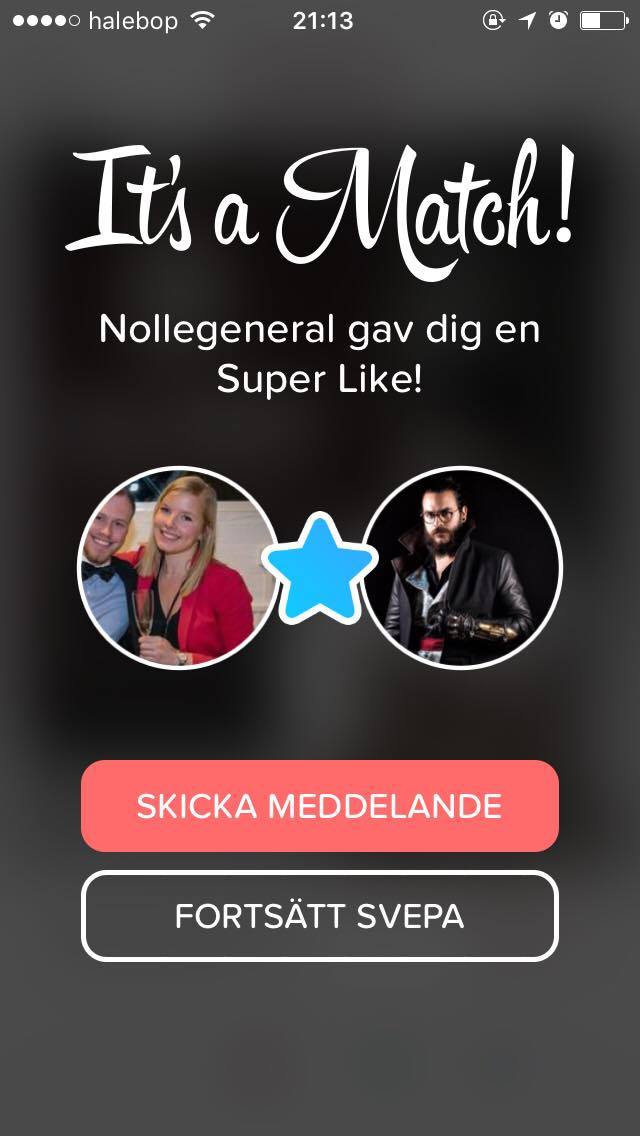 halebop 21:13
It's a Match!
Nollegeneral gav dig en
Super Like!
SKICKA MEDDELANDE
FORTSÄTT SVEPA